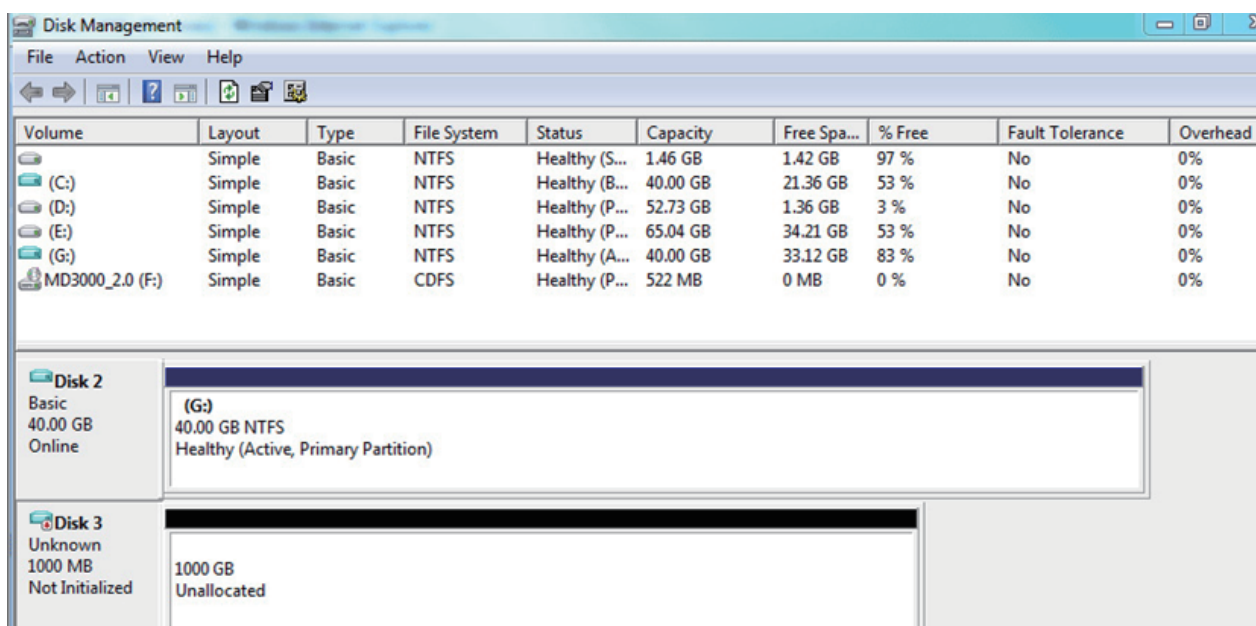 Disk Management
File Action View Help
Volume Layout Type File System Status Capacity Free Spa... % Free Fault Tolerance Overhead
Simple Basic NTFS Healthy (S... 1.46 GB 1.42 GB 97 % No 0%
(C:) Simple Basic NTFS Healthy (B... 40.00 GB 21.36 GB 53 % No 0%
(D:) Simple Basic NTFS Healthy (P... 52.73 GB 1.36 GB 3 % No 0%
(E:) Simple Basic NTFS Healthy (P... 65.04 GB 34.21 GB 53 % No 0%
(G:) Simple Basic NTFS Healthy (A... 40.00 GB 33.12 GB 83 % No 0%
MD3000_2.0 (F:) Simple Basic CDFS Healthy (P... 522 MB 0 MB 0 % No 0%
Disk 2
Basic
40.00 GB
Online
(G:)
40.00 GB NTFS
Healthy (Active, Primary Partition)
Disk 3
Unknown
1000 MB
Not Initialized
1000 GB
Unallocated